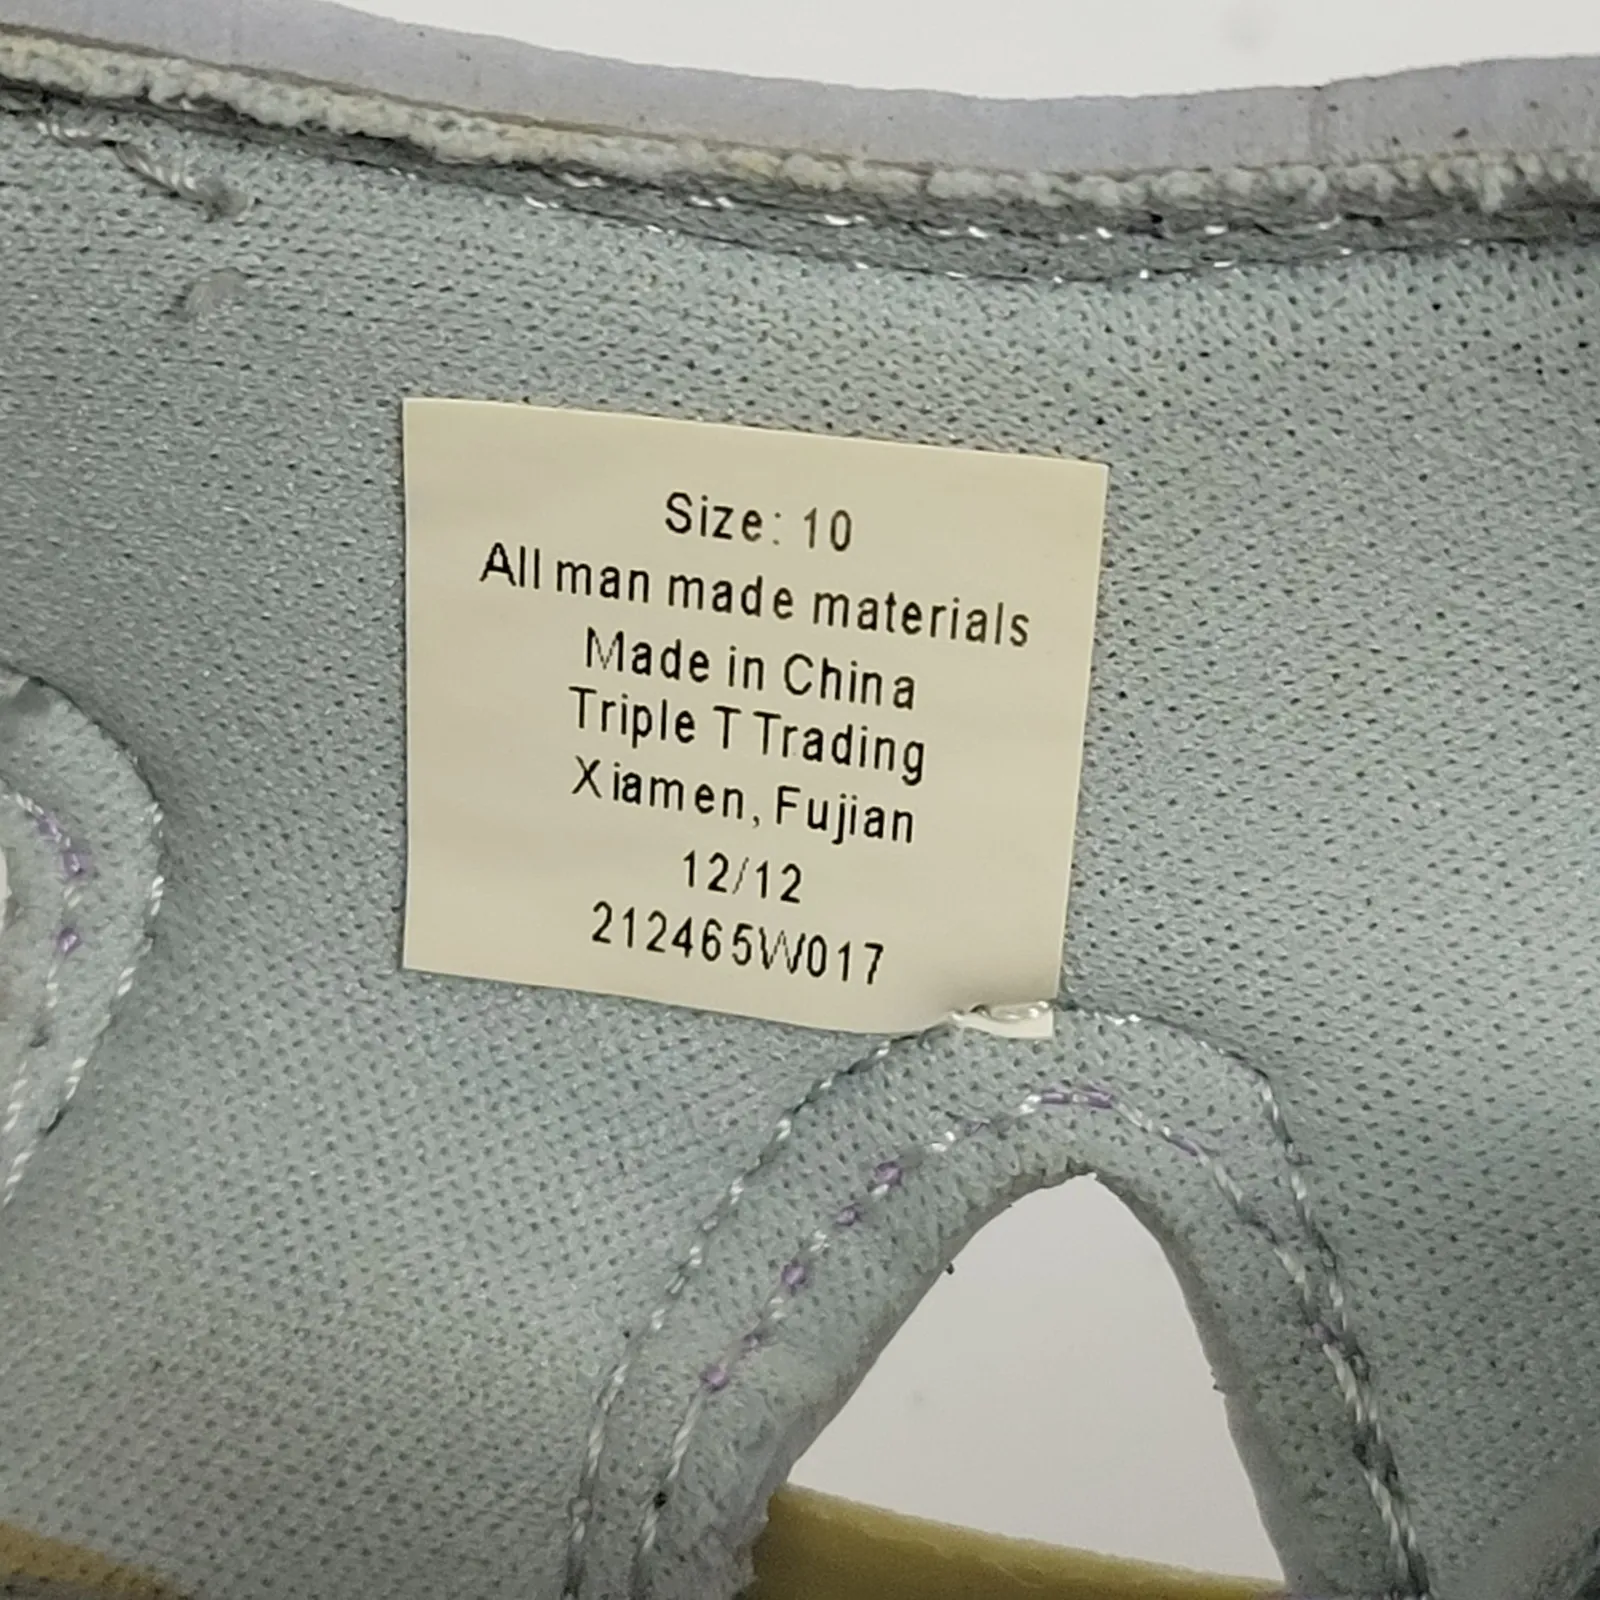 Size: 10
All man made materials
Made in China
Triple T Trading
Xiamen, Fujian
12/12
212465W017